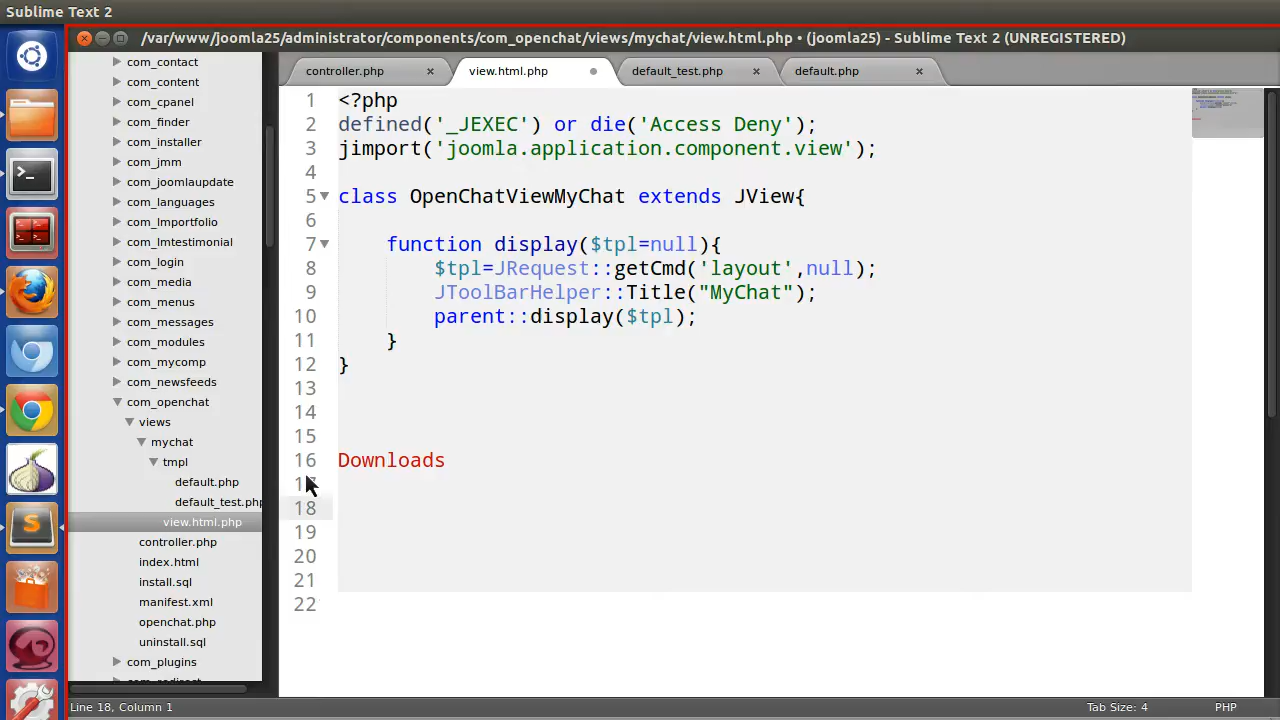 Sublime Text 2
/var/www/joomla25/administrator/components/com_openchat/views/mychat/view.html.php • (joomla25) - Sublime Text 2 (UNREGISTERED)
com_contact
com_content
com_cpanel
com_finder
com_installer
com_jmm
com_joomlaupdate
com_languages
com_lmportfolio
com_lmtestimonial
com_login
com_media
com_menus
com_messages
com_modules
com_mycomp
com_newsfeeds
com_openchat
views
mychat
tmpl
default.php
default_test.php
view.html.php
controller.php
index.html
install.sql
manifest.xml
openchat.php
uninstall.sql
com_plugins
com_redirect
controller.php × view.html.php • default_test.php × default.php ×
1 <?php
2 defined('_JEXEC') or die('Access Deny');
3 jimport('joomla.application.component.view');
4
5 class OpenChatViewMyChat extends JView{
6
7 function display($tpl=null){
8 $tpl=JRequest::getCmd('layout',null);
9 JToolBarHelper::Title("MyChat");
10 parent::display($tpl);
11 }
12 }
13
14
15
16 Downloads
17
18
19
20
21
22
Line 18, Column 1 Tab Size: 4 PHP